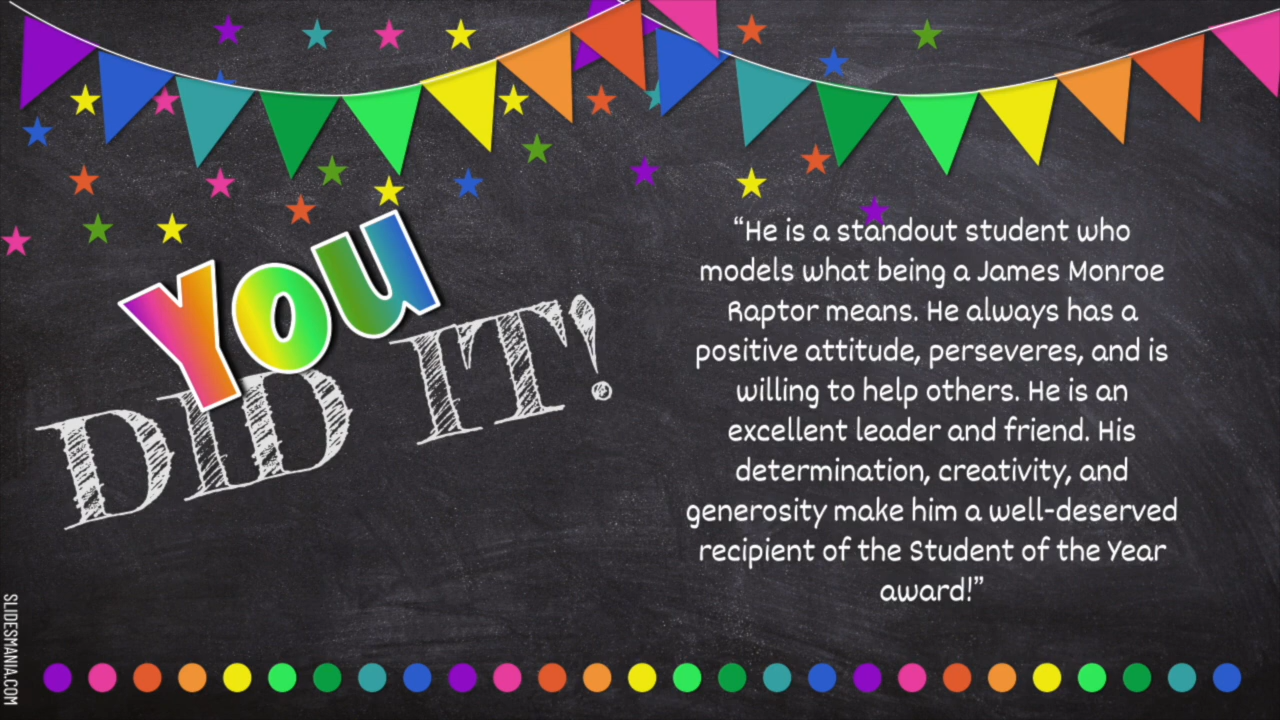 You
DID IT!
“He is a standout student who
models what being a James Monroe
Raptor means. He always has a
positive attitude, perseveres, and is
willing to help others. He is an
excellent leader and friend. His
determination, creativity, and
generosity make him a well-deserved
recipient of the Student of the Year
award!”
SLIDESMANIA.COM